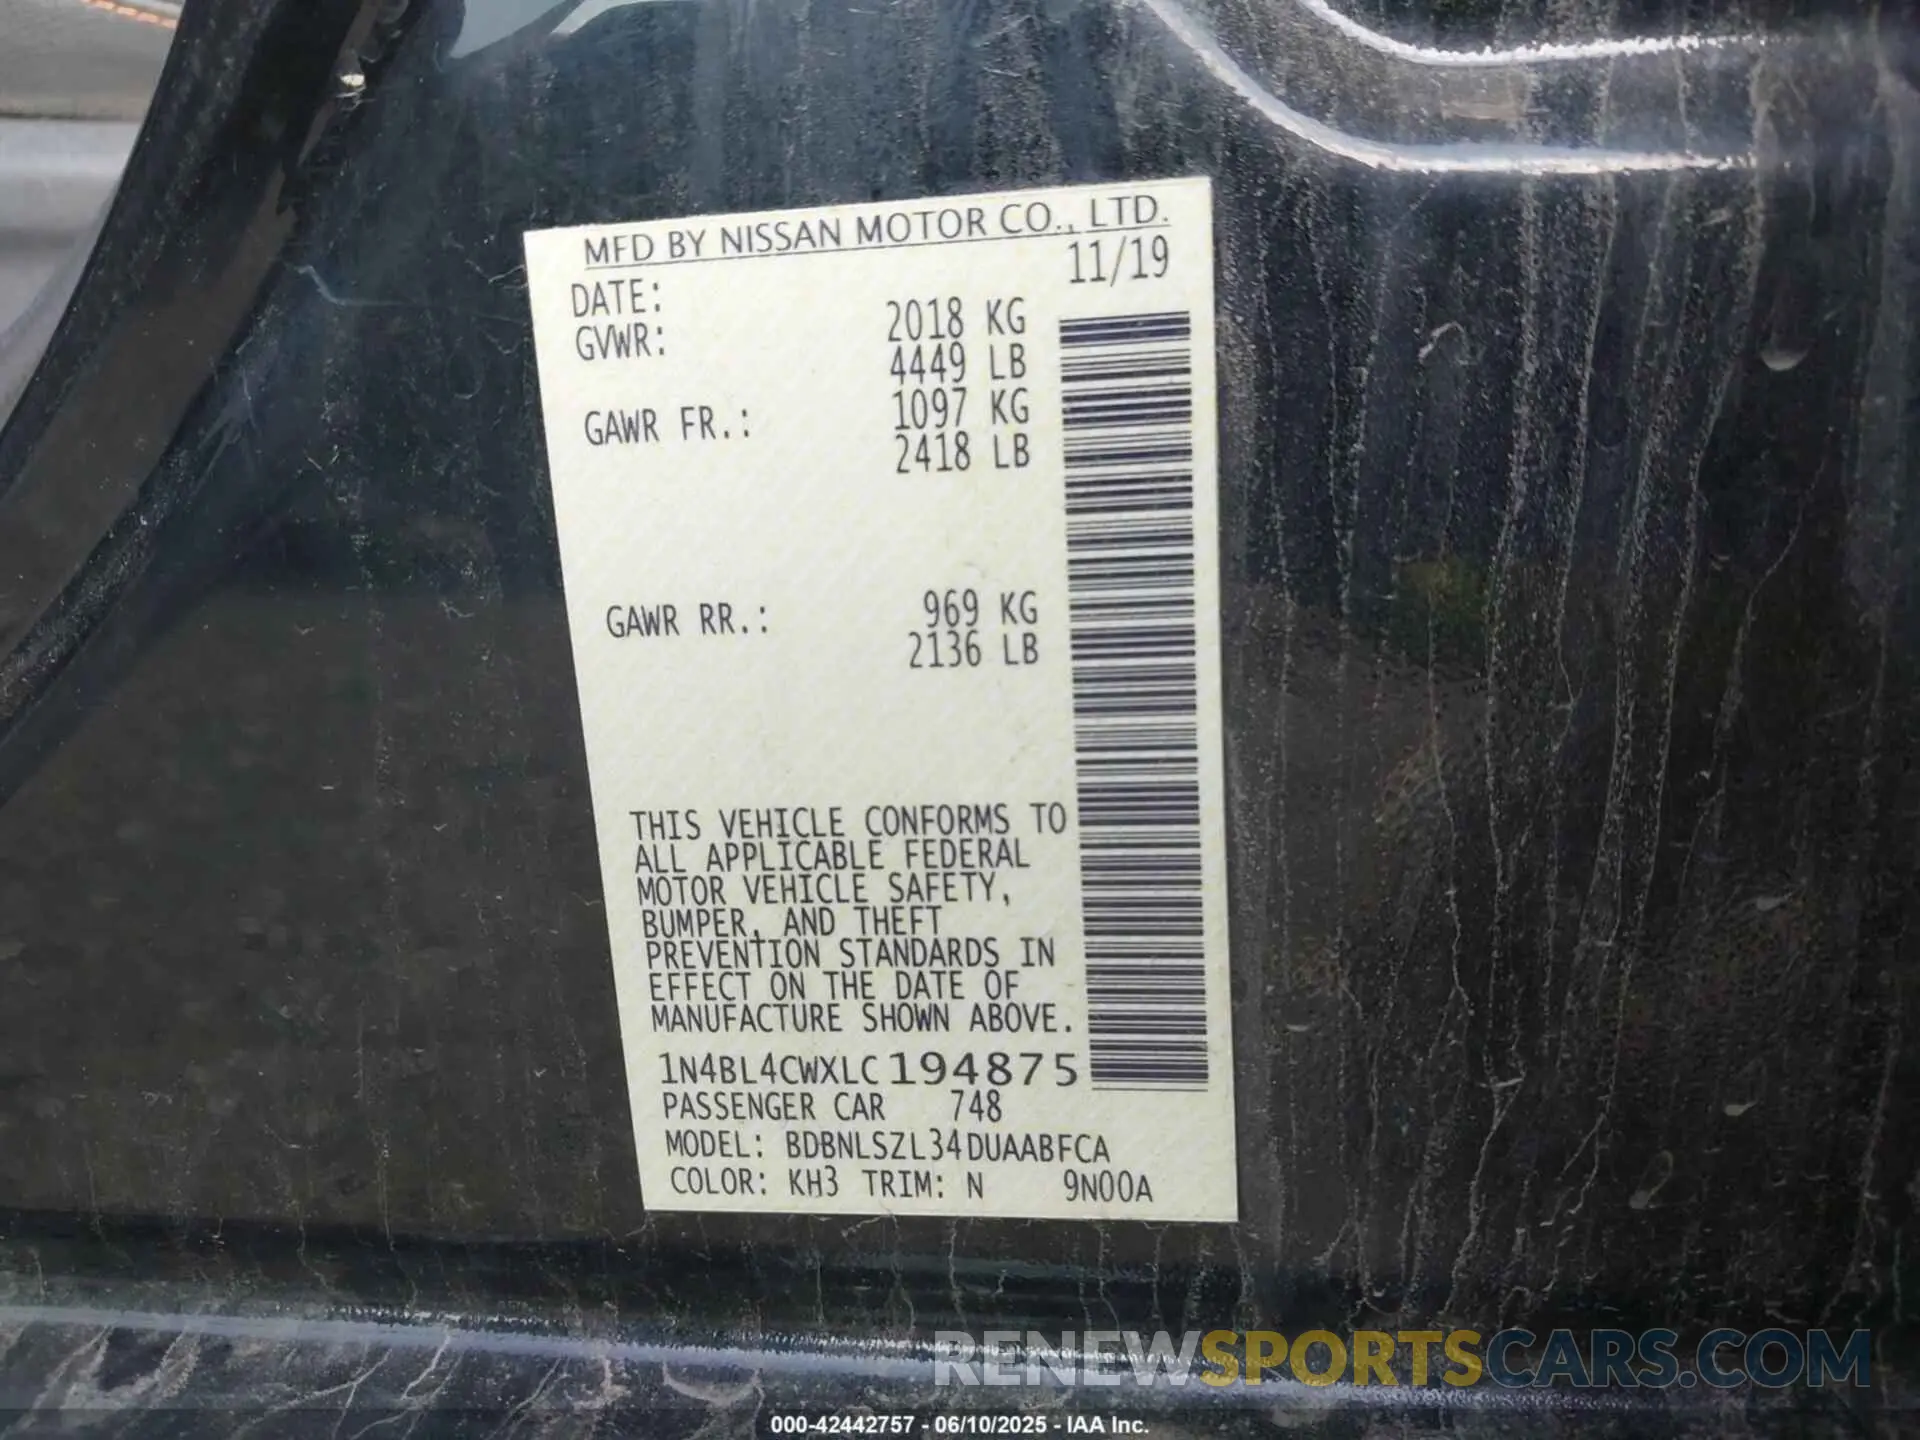 MFD BY NISSAN MOTOR CO., LTD.
DATE: 11/19
GVWR: 2018 KG
4449 LB
GAWR FR.: 1097 KG
2418 LB
GAWR RR.: 969 KG
2136 LB
THIS VEHICLE CONFORMS TO
ALL APPLICABLE FEDERAL
MOTOR VEHICLE SAFETY,
BUMPER, AND THEFT
PREVENTION STANDARDS IN
EFFECT ON THE DATE OF
MANUFACTURE SHOWN ABOVE.
1N4BL4CWXLC194875
PASSENGER CAR 748
MODEL: BDBNLSZL34DUAABFCA
COLOR: KH3 TRIM: N 9N00A
RENEWSPORTSCARS.COM
000-42442757 - 06/10/2025 - IAA Inc.